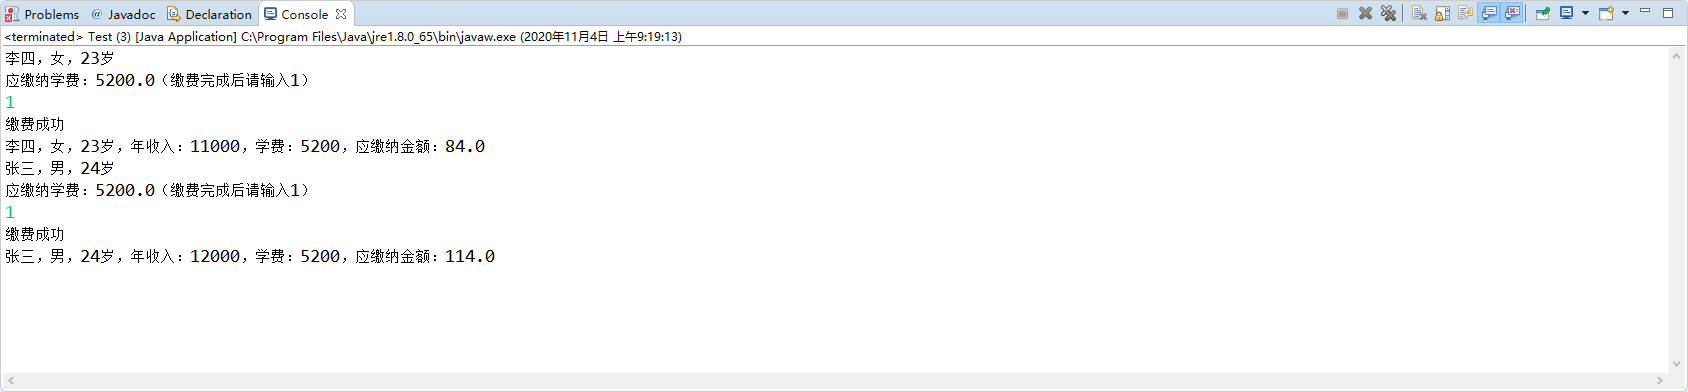 Problems @ Javadoc Declaration Console
<terminated> Test (3) [Java Application] C:\Program Files\Java\jre1.8.0_65\bin\javaw.exe (2020年11月4日 上午9:19:13)
李四，女，23岁
应缴纳学费：5200.0（缴费完成后请输入1）
1
缴费成功
李四，女，23岁，年收入：11000，学费：5200，应缴纳金额：84.0
张三，男，24岁
应缴纳学费：5200.0（缴费完成后请输入1）
1
缴费成功
张三，男，24岁，年收入：12000，学费：5200，应缴纳金额：114.0